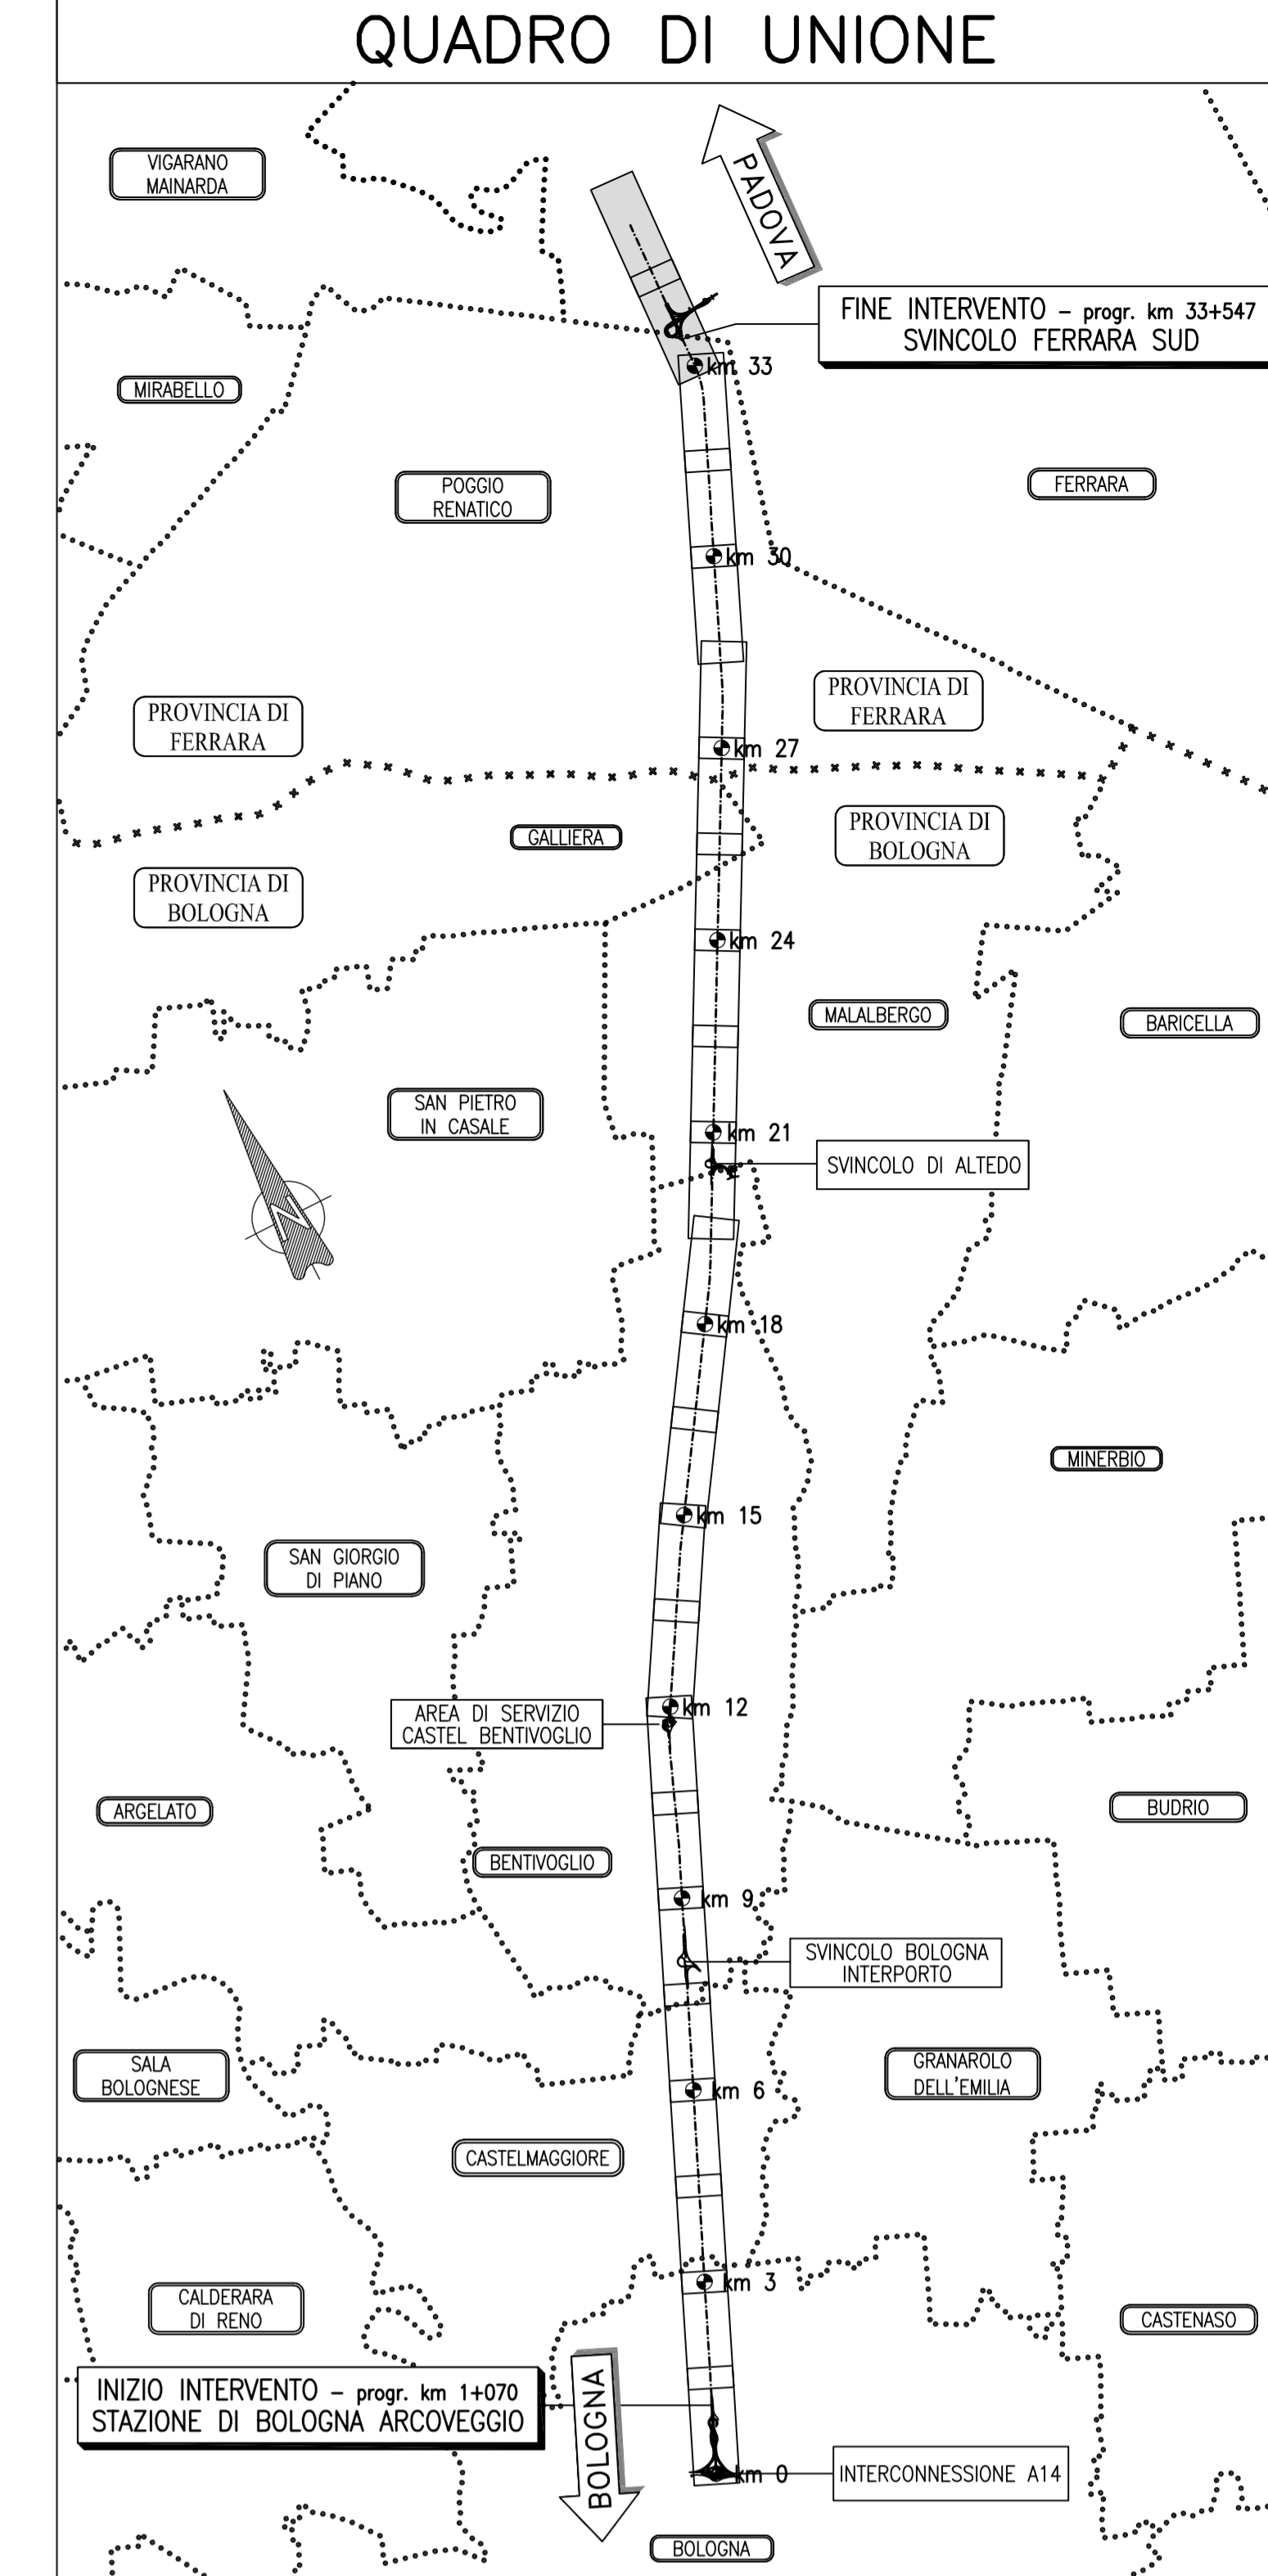 QUADRO DI UNIONE
VIGARANO
MAINARDA
PADOVA
FINE INTERVENTO – progr. km 33+547
SVINCOLO FERRARA SUD
km 33
MIRABELLO
POGGIO
RENATICO
FERRARA
km 30
PROVINCIA DI
FERRARA
PROVINCIA DI
FERRARA
km 27
GALLIERA
PROVINCIA DI
BOLOGNA
PROVINCIA DI
BOLOGNA
km 24
MALALBERGO
BARICELLA
SAN PIETRO
IN CASALE
km 21
SVINCOLO DI ALTEDO
N
km 18
MINERBIO
km 15
SAN GIORGIO
DI PIANO
km 12
AREA DI SERVIZIO
CASTEL BENTIVOGLIO
ARGELATO
BUDRIO
BENTIVOGLIO
km 9
SVINCOLO BOLOGNA
INTERPORTO
SALA
BOLOGNESE
GRANAROLO
DELL'EMILIA
km 6
CASTELMAGGIORE
km 3
CALDERARA
DI RENO
CASTENASO
INIZIO INTERVENTO – progr. km 1+070
STAZIONE DI BOLOGNA ARCOVEGGIO
BOLOGNA
km 0
INTERCONNESSIONE A14
BOLOGNA